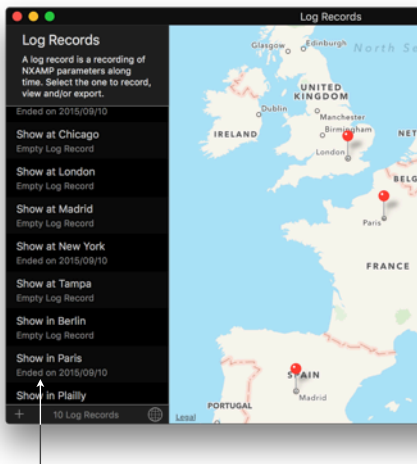 Log Records
Log Records
A log record is a recording of
NXAMP parameters along
time. Select the one to record,
view and/or export.
Ended on 2015/09/10
Show at Chicago
Empty Log Record
Show at London
Empty Log Record
Show at Madrid
Empty Log Record
Show at New York
Ended on 2015/09/10
Show at Tampa
Empty Log Record
Show in Berlin
Empty Log Record
Show in Paris
Ended on 2015/09/10
Show in Plailly
+ 10 Log Records
Glasgow
Edinburgh
North Se
UNITED
KINGDOM
Dublin
Manchester
IRELAND
Birmingham
NET
London
BELG
Paris
FRANCE
SPAIN
Madrid
PORTUGAL
Legal